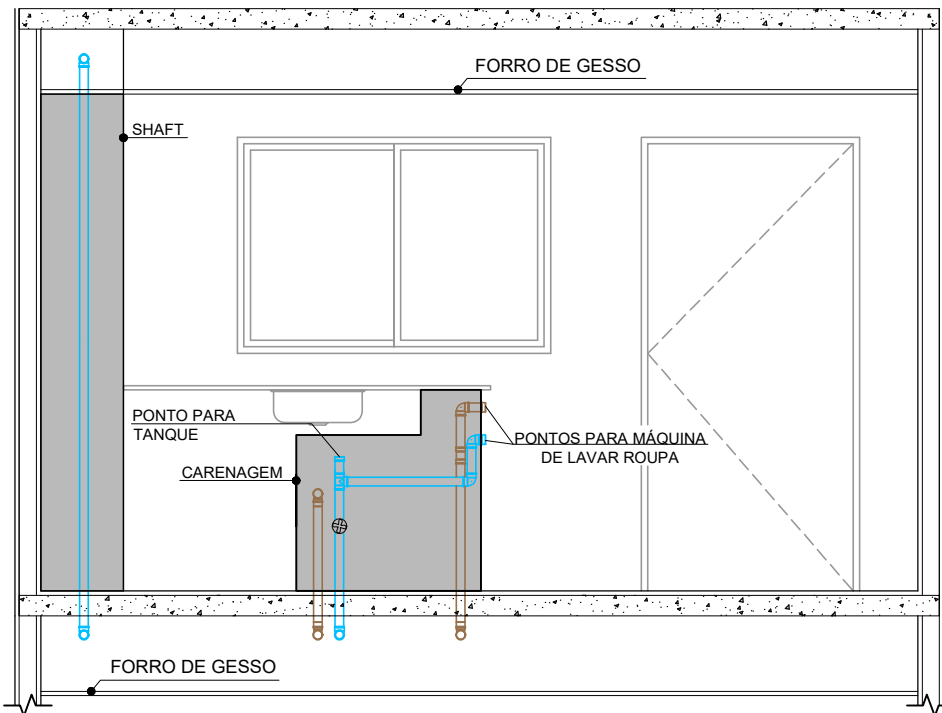 FORRO DE GESSO
SHAFT
PONTO PARA
TANQUE
PONTOS PARA MÁQUINA
DE LAVAR ROUPA
CARENAGEM
FORRO DE GESSO